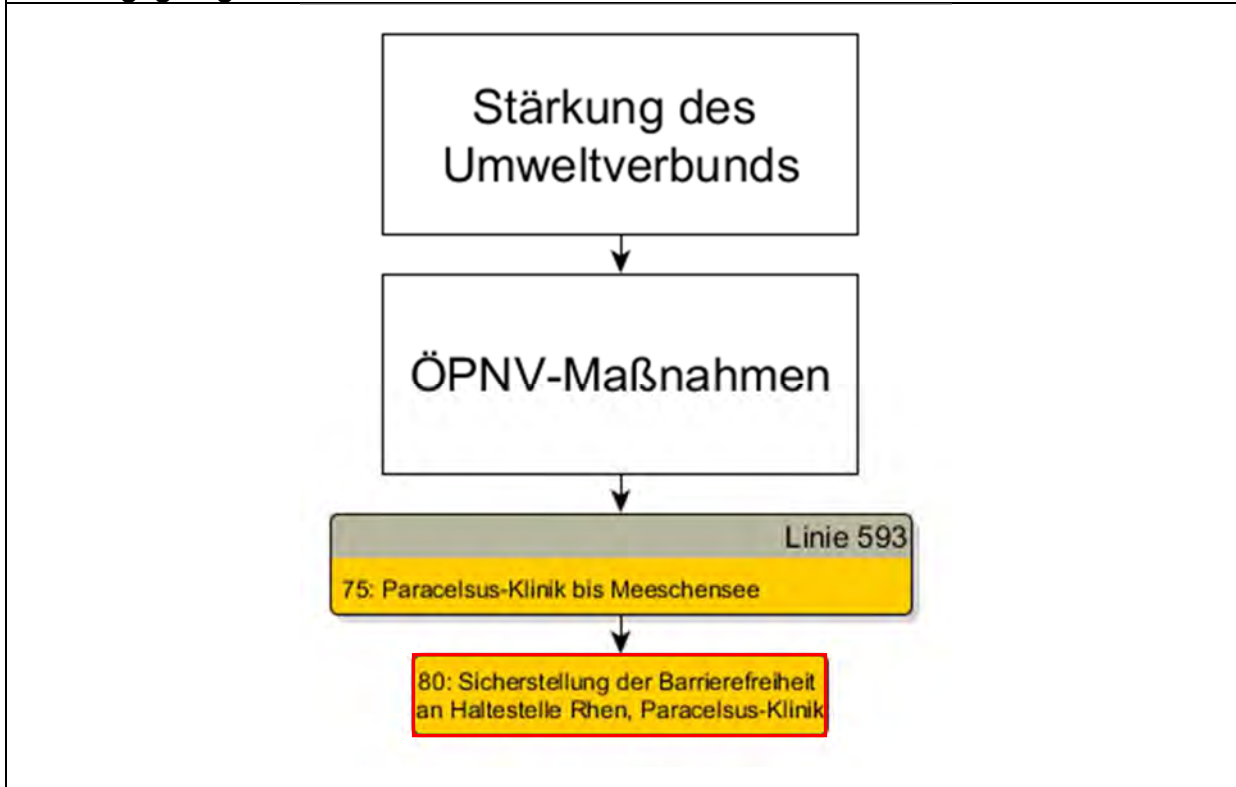 Stärkung des
Umweltverbunds
ÖPNV-Maßnahmen
Linie 593
75: Paracelsus-Klinik bis Meeschensee
80: Sicherstellung der Barrierefreiheit
an Haltestelle Rhen, Paracelsus-Klinik